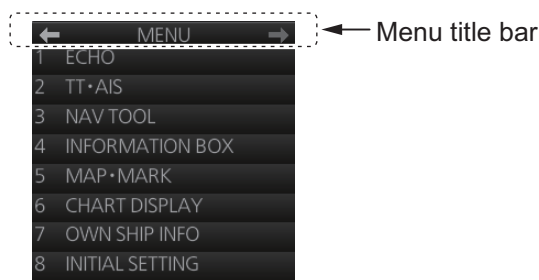 MENU
Menu title bar
1 ECHO
2 TT•AIS
3 NAV TOOL
4 INFORMATION BOX
5 MAP•MARK
6 CHART DISPLAY
7 OWN SHIP INFO
8 INITIAL SETTING